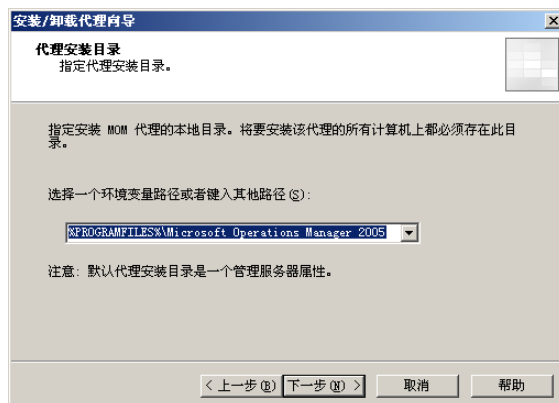 安装/卸载代理向导
代理安装目录
指定代理安装目录。
指定安装 MOM 代理的本地目录。将要安装该代理的所有计算机上都必须存在此目
录。
选择一个环境变量路径或者键入其他路径(S):
%PROGRAMFILES%\Microsoft Operations Manager 2005
注意: 默认代理安装目录是一个管理服务器属性。
< 上一步(B) 下一步(N) > 取消 帮助